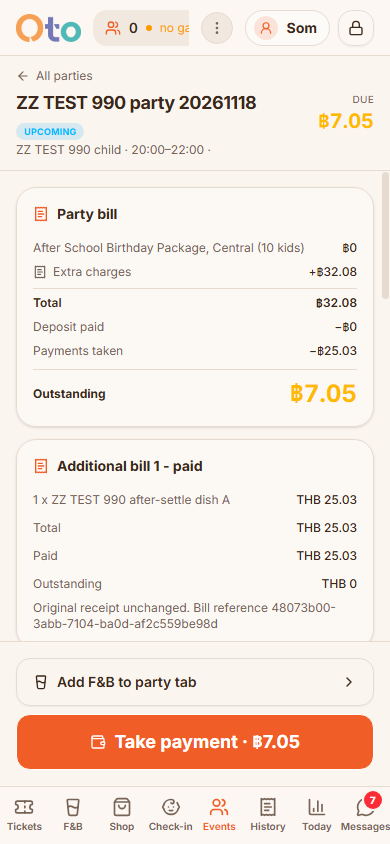 Oto
0 no ga
Som
All parties
ZZ TEST 990 party 20261118
DUE
฿7.05
UPCOMING
ZZ TEST 990 child · 20:00–22:00 ·
Party bill
After School Birthday Package, Central (10 kids) ฿0
Extra charges +฿32.08
Total ฿32.08
Deposit paid −฿0
Payments taken −฿25.03
Outstanding ฿7.05
Additional bill 1 - paid
1 x ZZ TEST 990 after-settle dish A THB 25.03
Total THB 25.03
Paid THB 25.03
Outstanding THB 0
Original receipt unchanged. Bill reference 48073b00-
3abb-7104-ba0d-af2c559be98d
Add F&B to party tab
Take payment · ฿7.05
7
Tickets F&B Shop Check-in Events History Today Messages